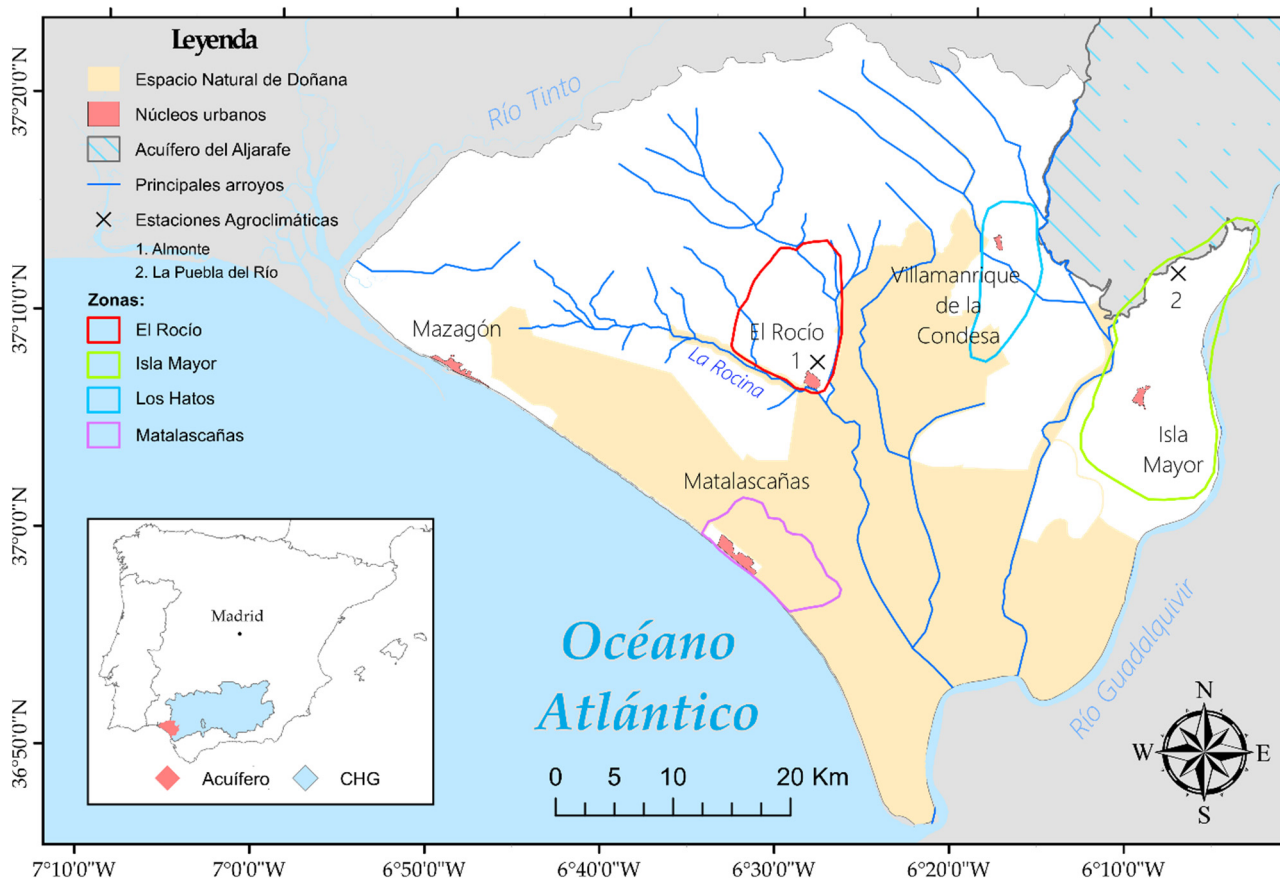 Leyenda
Espacio Natural de Doñana
Núcleos urbanos
Acuífero del Aljarafe
Principales arroyos
Estaciones Agroclimáticas
1. Almonte
2. La Puebla del Río
Zonas:
El Rocío
Isla Mayor
Los Hatos
Matalascañas
Río Tinto
Mazagón
El Rocío
1
La Rocina
Villamanrique
de la
Condesa
2
Isla
Mayor
Matalascañas
Océano
Atlántico
Río Guadalquivir
0 5 10 20 Km
N
W E
S
Madrid
Acuífero CHG
37°20'0"N
37°10'0"N
37°0'0"N
36°50'0"N
7°10'0"W 7°0'0"W 6°50'0"W 6°40'0"W 6°30'0"W 6°20'0"W 6°10'0"W